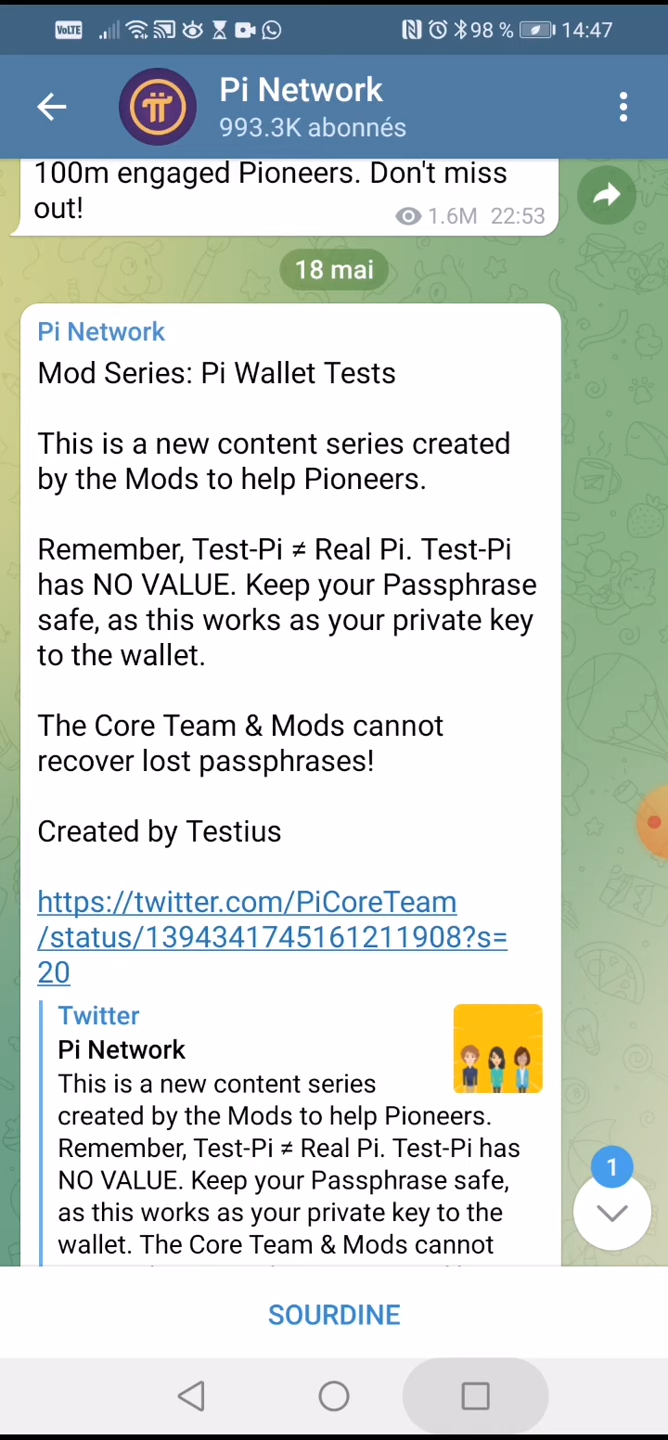 VoLTE 98 % 14:47
Pi Network
993.3K abonnés
100m engaged Pioneers. Don't miss
out!
1.6M 22:53
18 mai
Pi Network
Mod Series: Pi Wallet Tests
This is a new content series created
by the Mods to help Pioneers.
Remember, Test-Pi ≠ Real Pi. Test-Pi
has NO VALUE. Keep your Passphrase
safe, as this works as your private key
to the wallet.
The Core Team & Mods cannot
recover lost passphrases!
Created by Testius
https://twitter.com/PiCoreTeam
/status/1394341745161211908?s=
20
Twitter
Pi Network
This is a new content series
created by the Mods to help Pioneers.
Remember, Test-Pi ≠ Real Pi. Test-Pi has
NO VALUE. Keep your Passphrase safe,
as this works as your private key to the
wallet. The Core Team & Mods cannot
1
SOURDINE